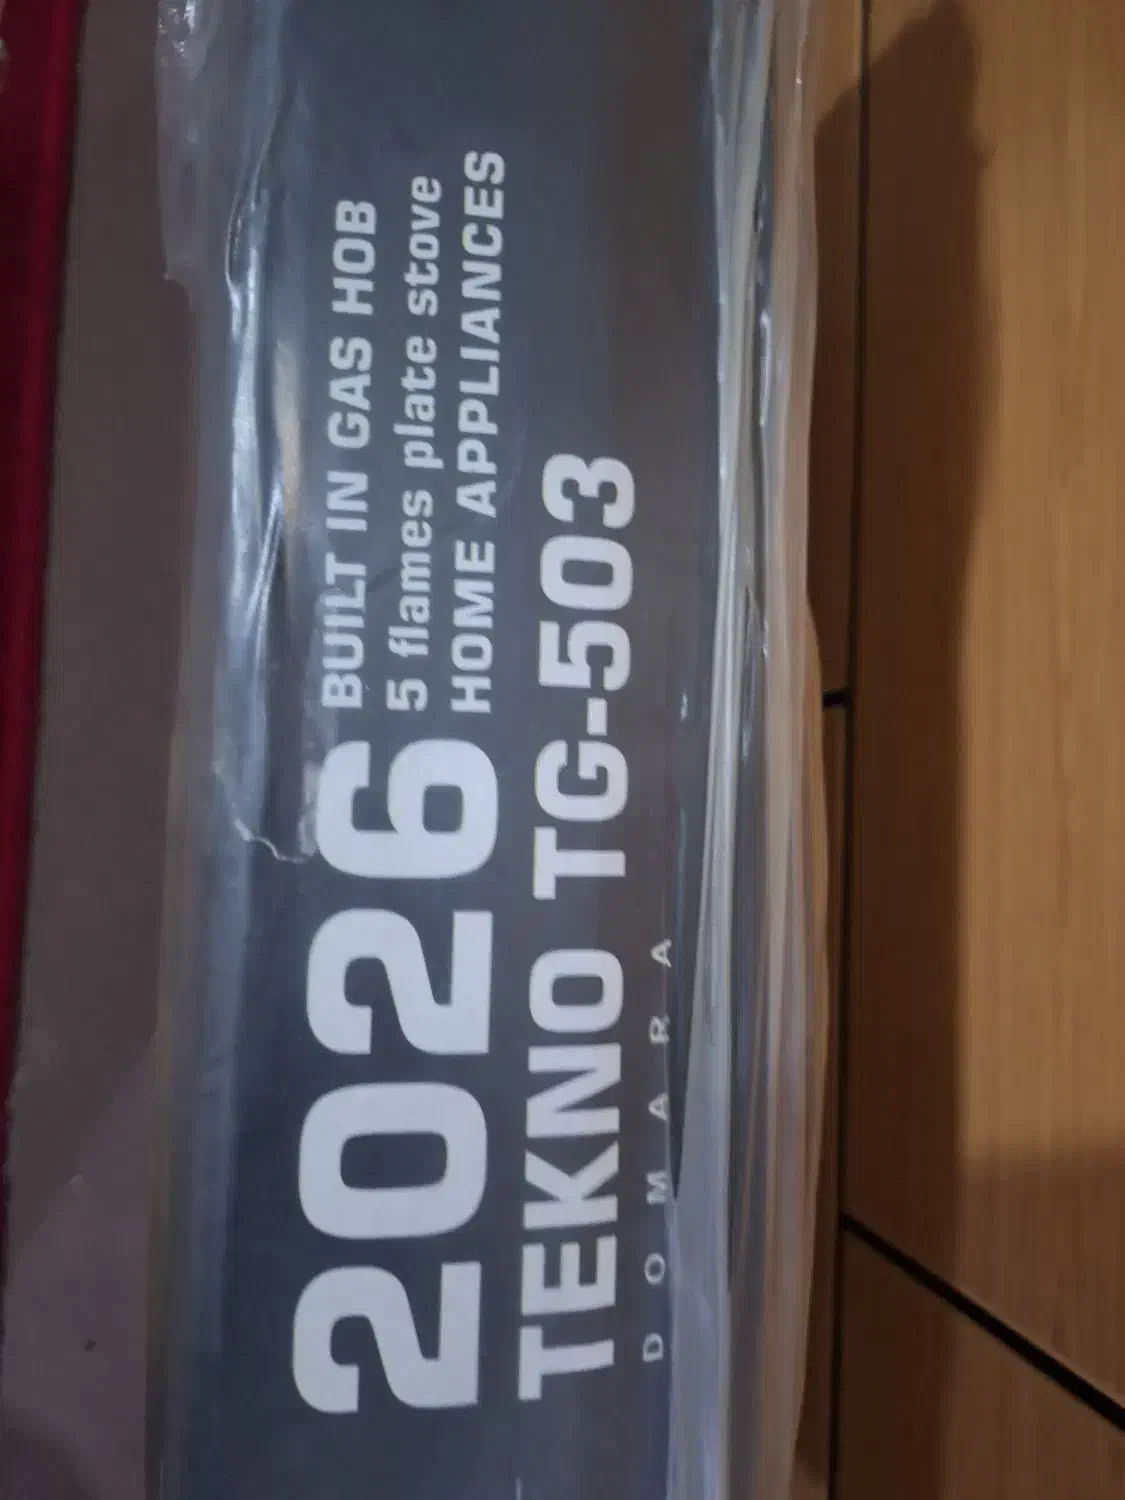 2026
BUILT IN GAS HOB
5 flames plate stove
HOME APPLIANCES
TEKNO TG-503
DOMARA